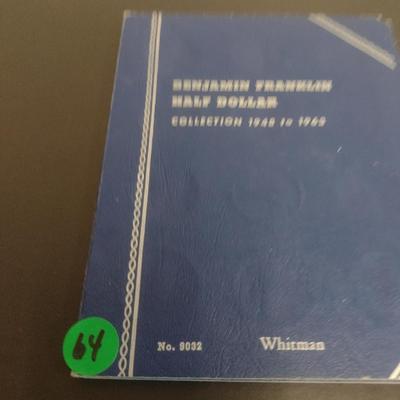 BENJAMIN FRANKLIN
HALF DOLLAR
COLLECTION 1948 to 1963
No. 9032
Whitman
64